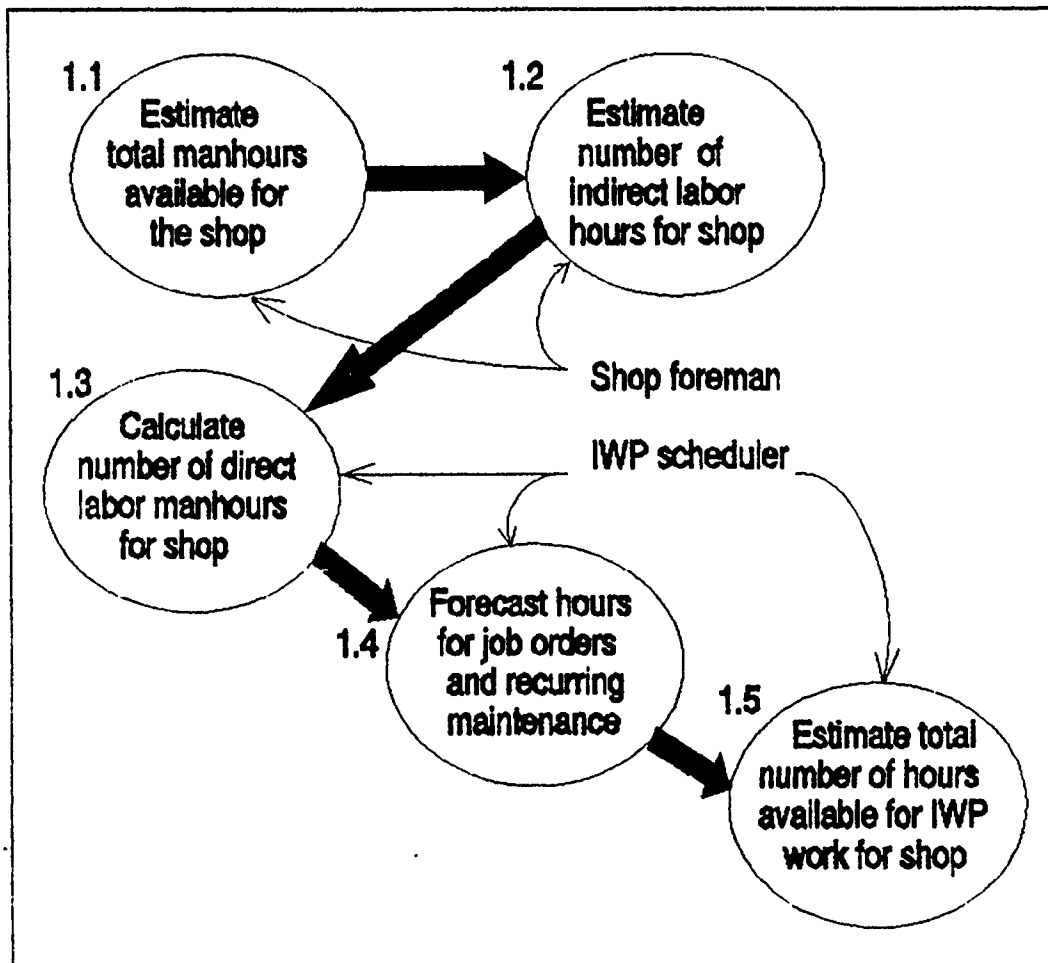 1.1
Estimate
total manhours
available for
the shop
1.2
Estimate
number of
indirect labor
hours for shop
Shop foreman
1.3
Calculate
number of direct
labor manhours
for shop
IWP scheduler
1.4
Forecast hours
for job orders
and recurring
maintenance
1.5
Estimate total
number of hours
available for IWP
work for shop